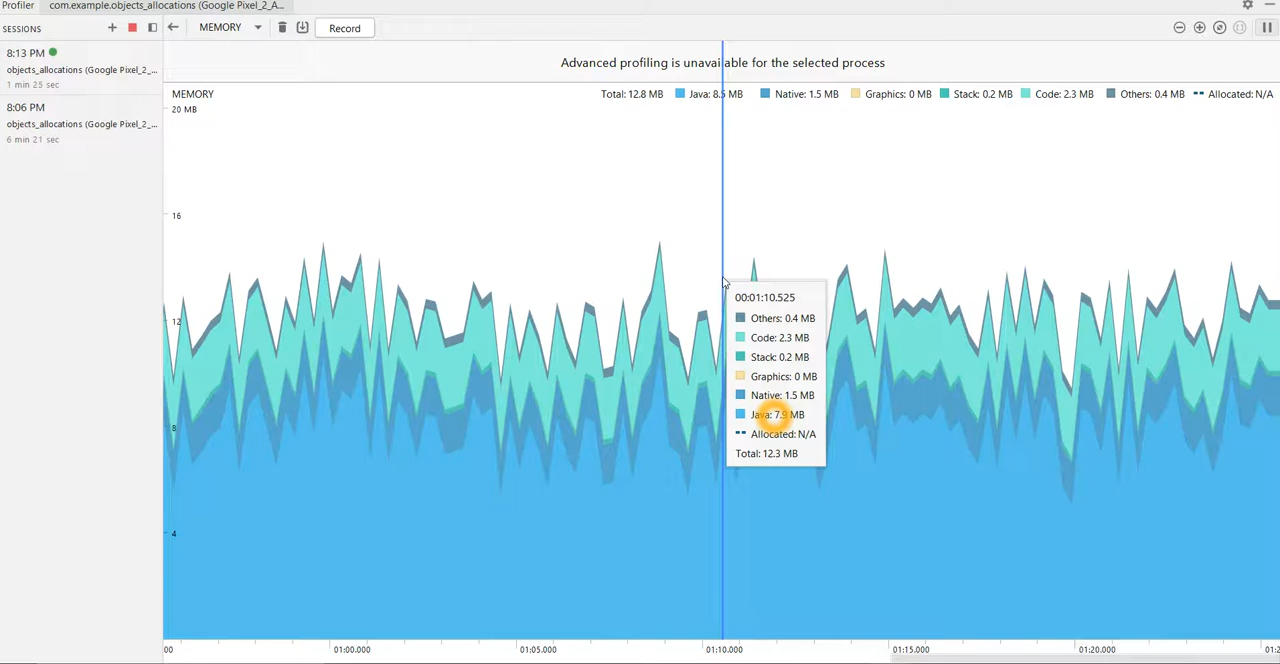 Profiler com.example.objects_allocations (Google Pixel_2_A...
SESSIONS MEMORY Record
8:13 PM
objects_allocations (Google Pixel_2_...
1 min 25 sec
8:06 PM
objects_allocations (Google Pixel_2_...
6 min 21 sec
Advanced profiling is unavailable for the selected process
MEMORY Total: 12.8 MB Java: 8.5 MB Native: 1.5 MB Graphics: 0 MB Stack: 0.2 MB Code: 2.3 MB Others: 0.4 MB Allocated: N/A
20 MB
16
12
8
4
00:01:10.525
Others: 0.4 MB
Code: 2.3 MB
Stack: 0.2 MB
Graphics: 0 MB
Native: 1.5 MB
Java: 7.9 MB
Allocated: N/A
Total: 12.3 MB
00 01:00.000 01:05.000 01:10.000 01:15.000 01:20.000 01:2